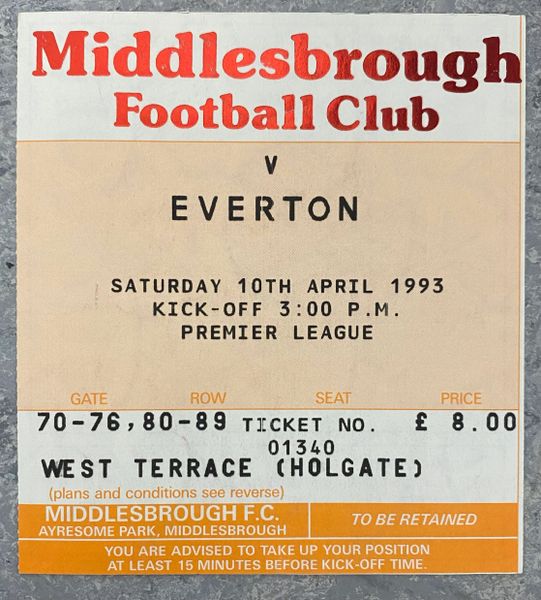 Middlesbrough
Football Club
V
EVERTON
SATURDAY 10TH APRIL 1993
KICK-OFF 3:00 P.M.
PREMIER LEAGUE
GATE ROW SEAT PRICE
70-76,80-89 TICKET NO. £ 8.00
01340
WEST TERRACE (HOLGATE)
(plans and conditions see reverse)
MIDDLESBROUGH F.C.
AYRESOME PARK, MIDDLESBROUGH
TO BE RETAINED
YOU ARE ADVISED TO TAKE UP YOUR POSITION
AT LEAST 15 MINUTES BEFORE KICK-OFF TIME.